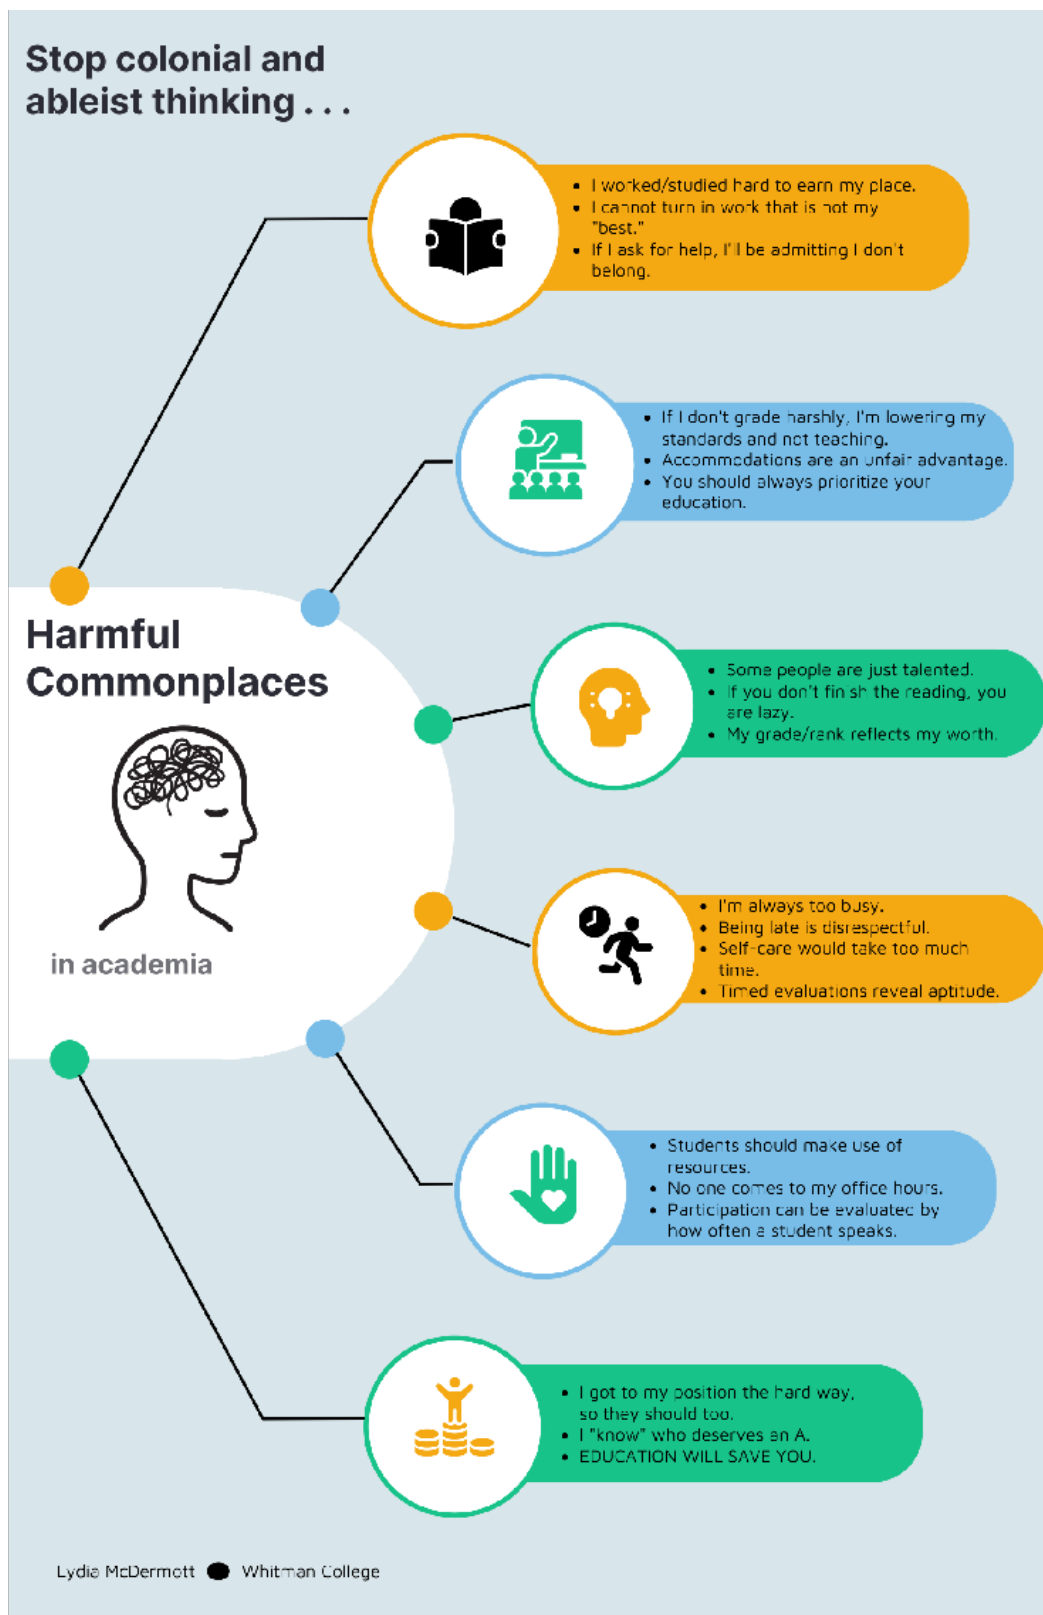 Stop colonial and
ableist thinking . . .
• I worked/studied hard to earn my place.
• I cannot turn in work that is not my
"best."
• If I ask for help, I'll be admitting I don't
belong.
• If I don't grade harshly, I'm lowering my
standards and not teaching.
• Accommodations are an unfair advantage.
• You should always prioritize your
education.
Harmful
Commonplaces
in academia
• Some people are just talented.
• If you don't finish the reading, you
are lazy.
• My grade/rank reflects my worth.
• I'm always too busy.
• Being late is disrespectful.
• Self-care would take too much
time.
• Timed evaluations reveal aptitude.
• Students should make use of
resources.
• No one comes to my office hours.
• Participation can be evaluated by
how often a student speaks.
• I got to my position the hard way,
so they should too.
• I "know" who deserves an A.
• EDUCATION WILL SAVE YOU.
Lydia McDermott ● Whitman College